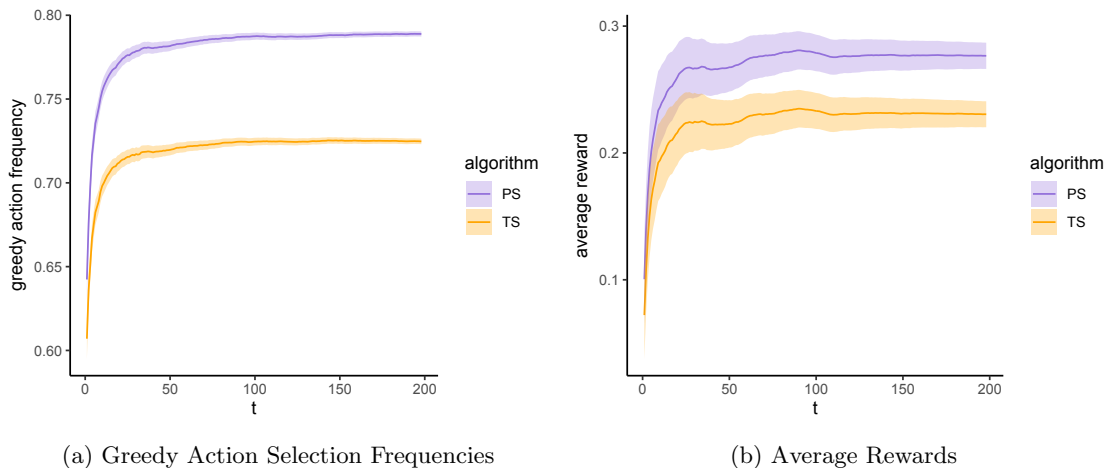 0.80
0.75
0.70
0.65
0.60
greedy action frequency
0 50 100 150 200
t
algorithm
PS
TS
(a) Greedy Action Selection Frequencies
0.3
0.2
0.1
average reward
0 50 100 150 200
t
algorithm
PS
TS
(b) Average Rewards